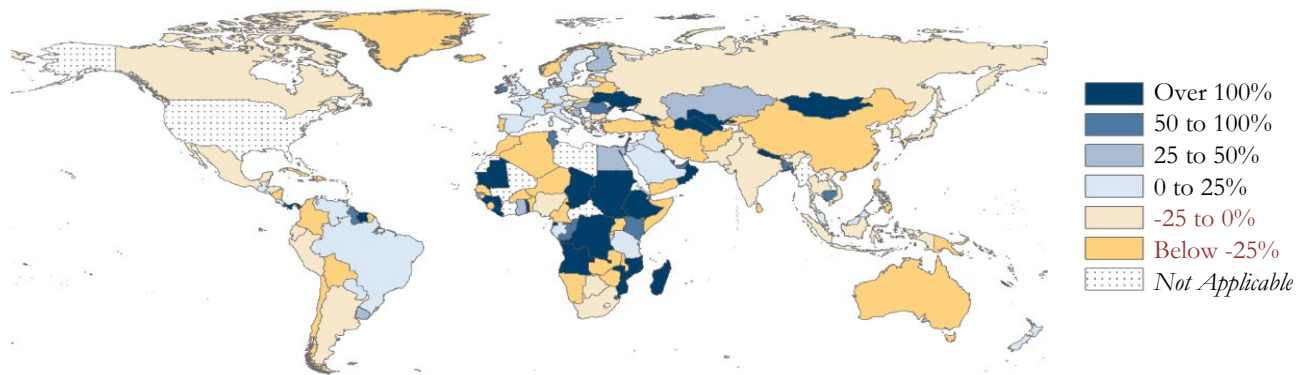 Over 100%
50 to 100%
25 to 50%
0 to 25%
-25 to 0%
Below -25%
Not Applicable